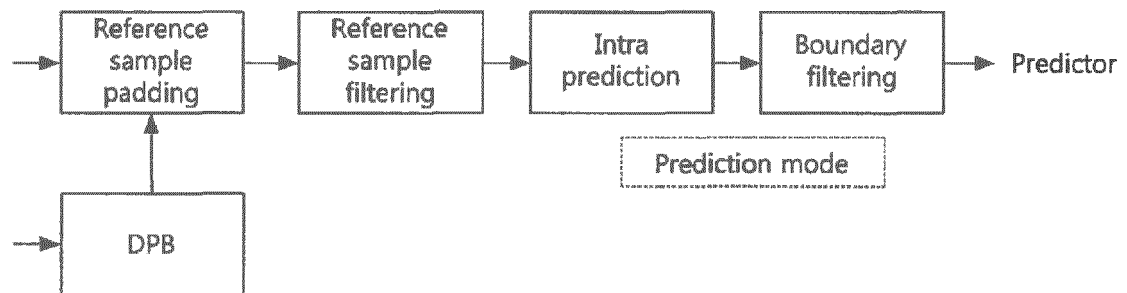 Reference
sample
padding
Reference
sample
filtering
Intra
prediction
Boundary
filtering
Predictor
Prediction mode
DPB